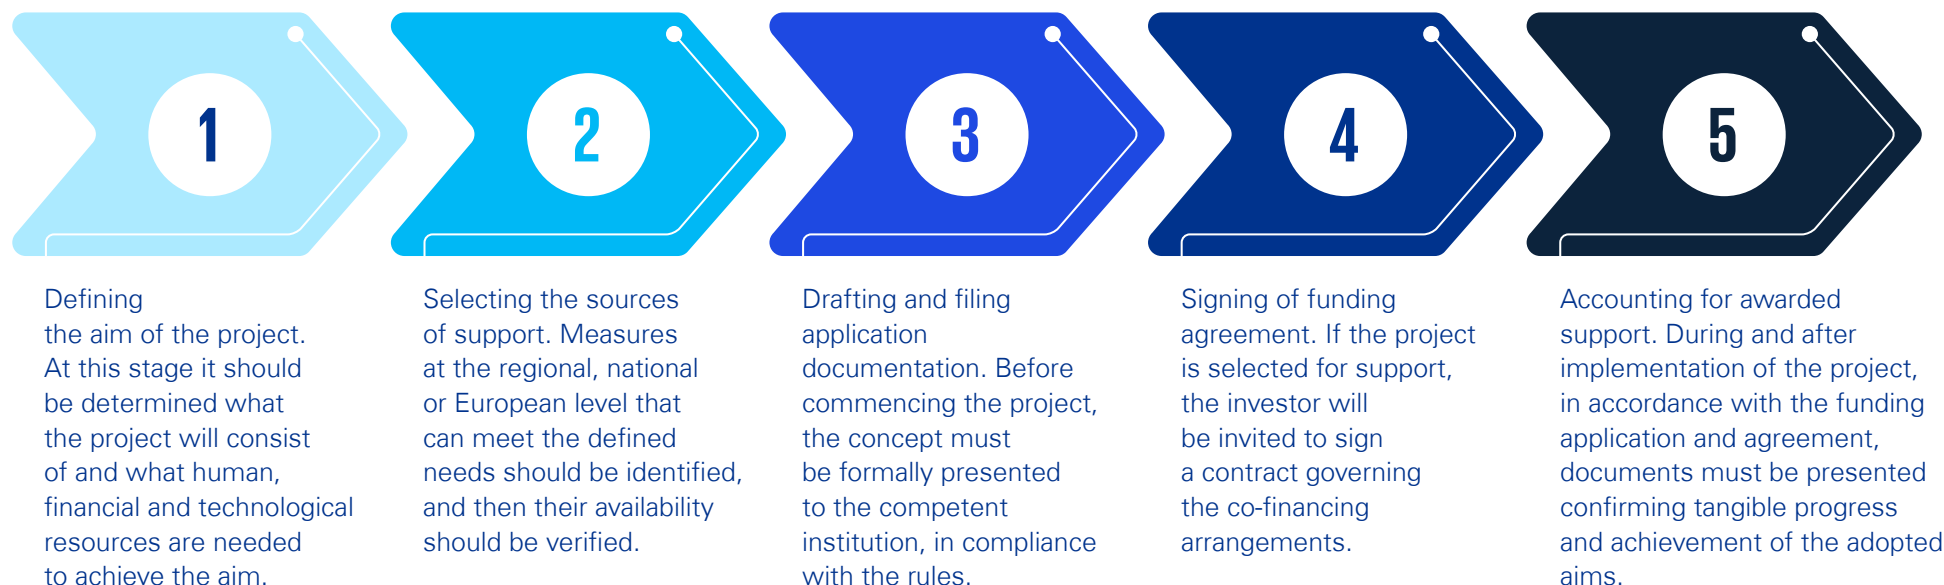 1
Defining
the aim of the project.
At this stage it should
be determined what
the project will consist
of and what human,
financial and technological
resources are needed
to achieve the aim.
2
Selecting the sources
of support. Measures
at the regional, national
or European level that
can meet the defined
needs should be identified,
and then their availability
should be verified.
3
Drafting and filing
application
documentation. Before
commencing the project,
the concept must
be formally presented
to the competent
institution, in compliance
with the rules.
4
Signing of funding
agreement. If the project
is selected for support,
the investor will
be invited to sign
a contract governing
the co-financing
arrangements.
5
Accounting for awarded
support. During and after
implementation of the project,
in accordance with the funding
application and agreement,
documents must be presented
confirming tangible progress
and achievement of the adopted
aims.